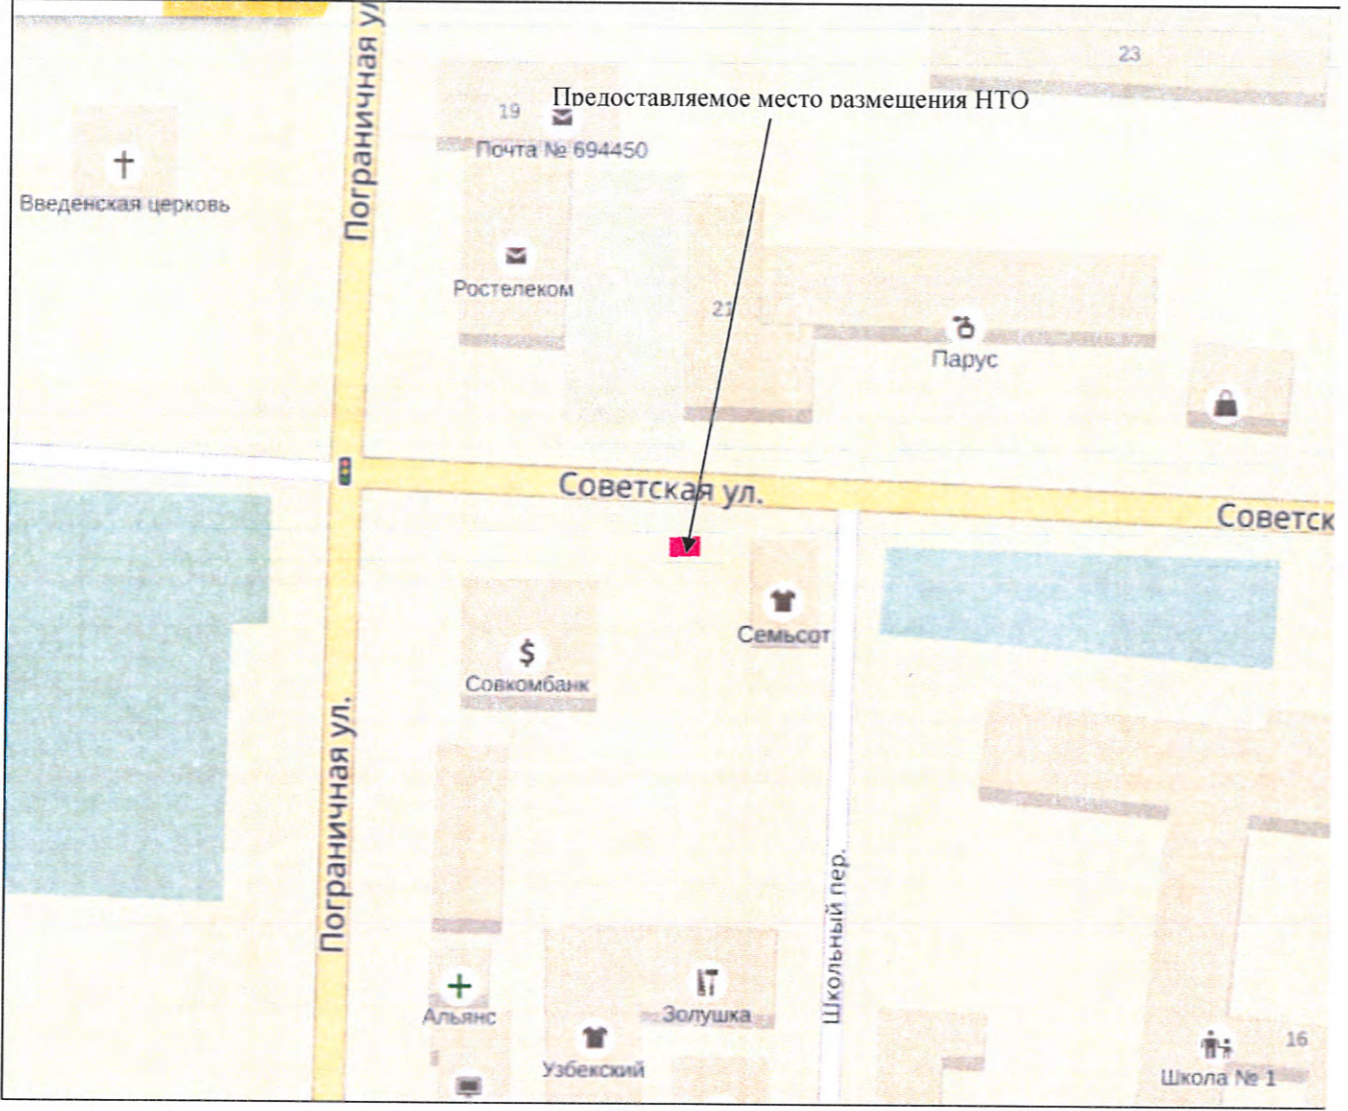 Пограничная ул
23
Предоставляемое место размещения НТО
19
Почта № 694450
Введенская церковь
Ростелеком
21
Парус
Советская ул.
Советск
Семьсот
$
Совкомбанк
Пограничная ул.
Школьный пер.
Альянс
Золушка
Узбекский
16
Школа № 1